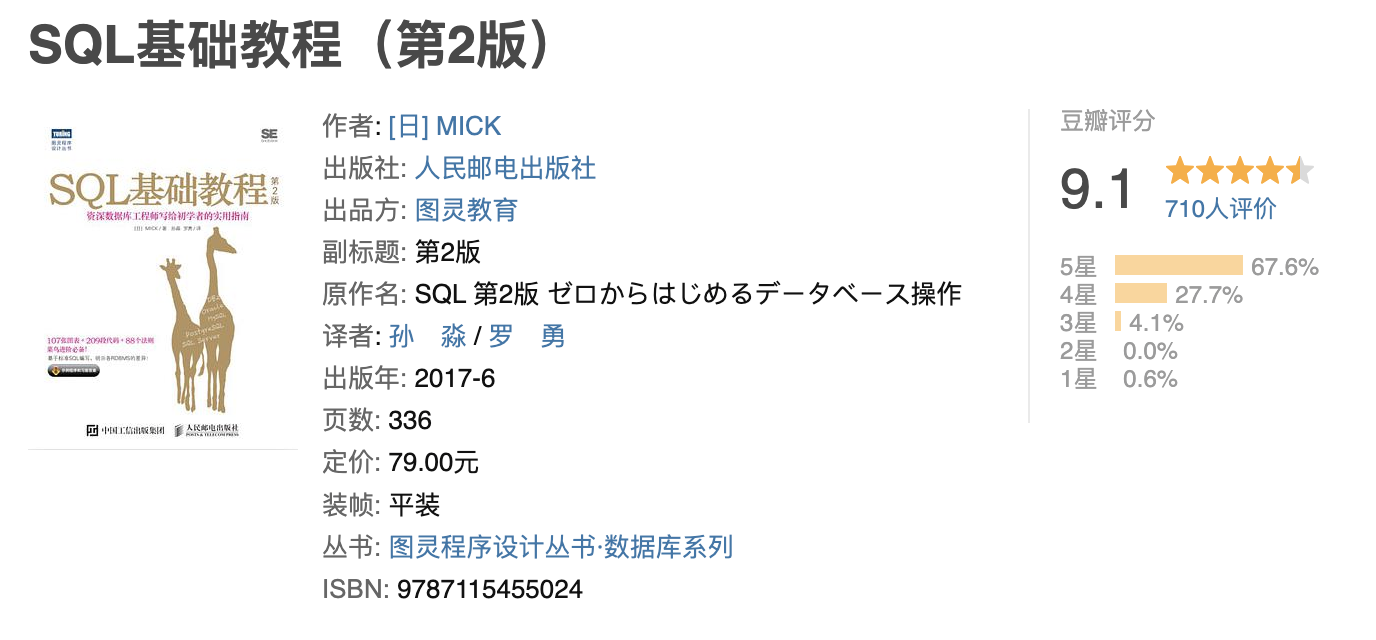 SQL基础教程（第2版）
TURING
图灵程序
设计丛书
SE
SQL基础教程 第2版
资深数据库工程师写给初学者的实用指南
[日] MICK / 著 孙淼 罗勇 / 译
DB2
Oracle
MySQL
PostgreSQL
SQL Server
107张图表+209段代码+88个法则
菜鸟进阶必备！
中国工信出版集团 人民邮电出版社
POSTS & TELECOM PRESS
作者: [日] MICK
出版社: 人民邮电出版社
出品方: 图灵教育
副标题: 第2版
原作名: SQL 第2版 ゼロからはじめるデータベース操作
译者: 孙　淼 / 罗　勇
出版年: 2017-6
页数: 336
定价: 79.00元
装帧: 平装
丛书: 图灵程序设计丛书·数据库系列
ISBN: 9787115455024
豆瓣评分
9.1
710人评价
5星 67.6%
4星 27.7%
3星 4.1%
2星 0.0%
1星 0.6%